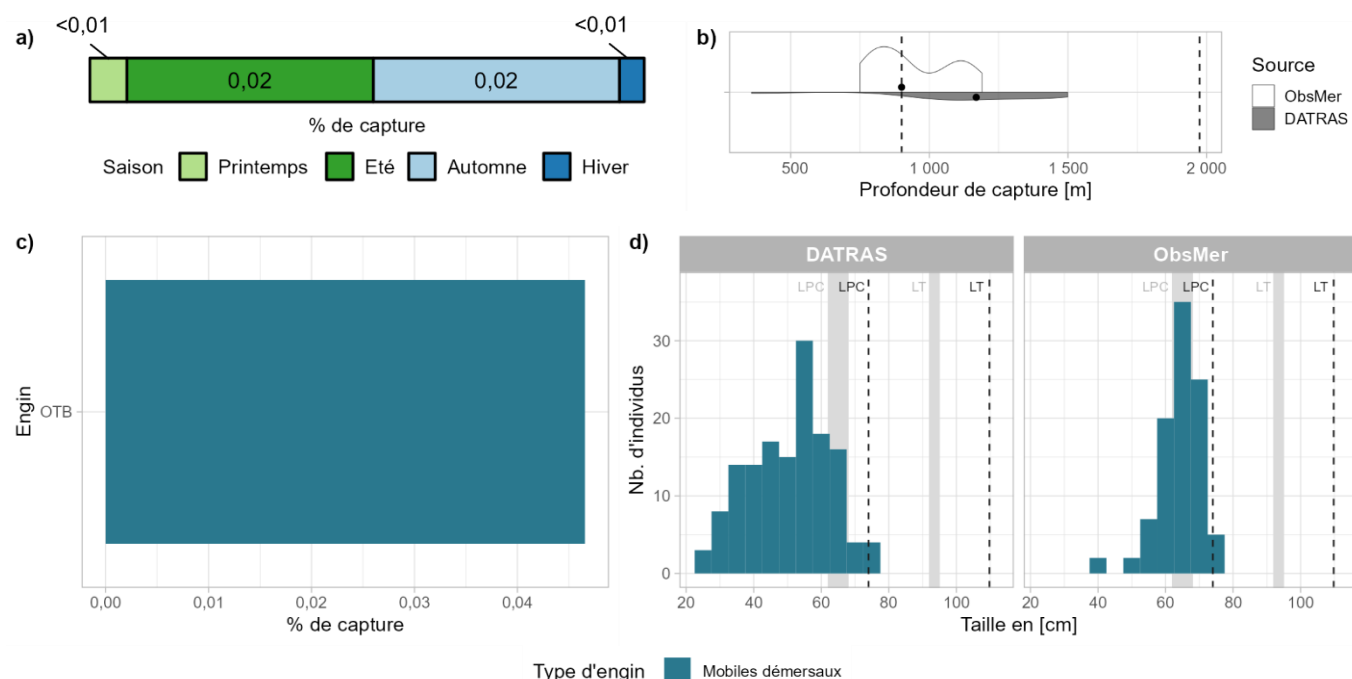 a)
<0,01
<0,01
0,02
0,02
% de capture
Saison
Printemps
Eté
Automne
Hiver
b)
500
1 000
1 500
2 000
Profondeur de capture [m]
Source
ObsMer
DATRAS
c)
Engin
OTB
0,00
0,01
0,02
0,03
0,04
% de capture
d)
DATRAS
ObsMer
LPC
LPC
LT
LT
LPC
LPC
LT
LT
Nb. d'individus
30
20
10
0
20
40
60
80
100
20
40
60
80
100
Taille en [cm]
Type d'engin
Mobiles démersaux